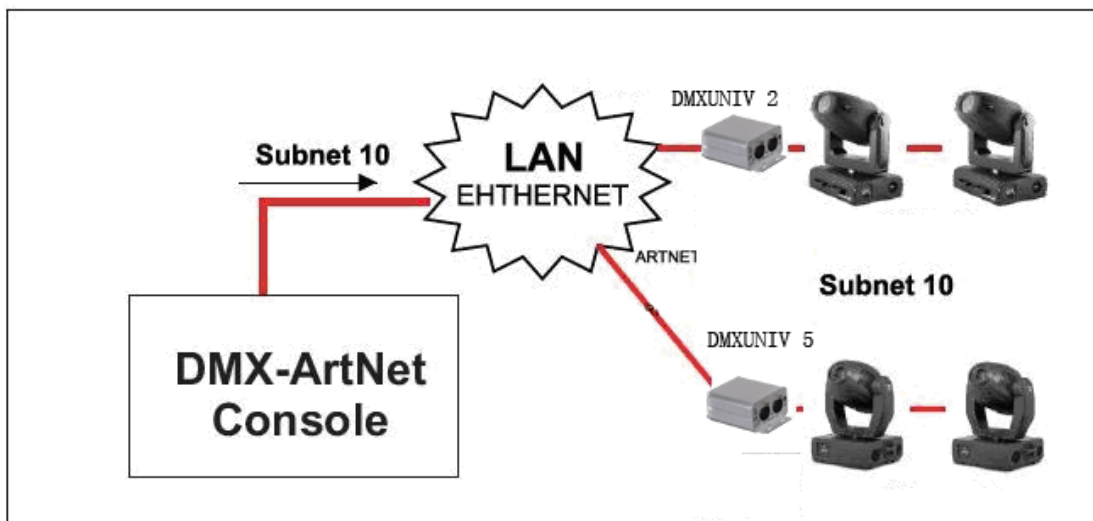 DMXUNIV 2
Subnet 10
LAN
EHTHERNET
ARTNET
Subnet 10
DMXUNIV 5
DMX-ArtNet
Console